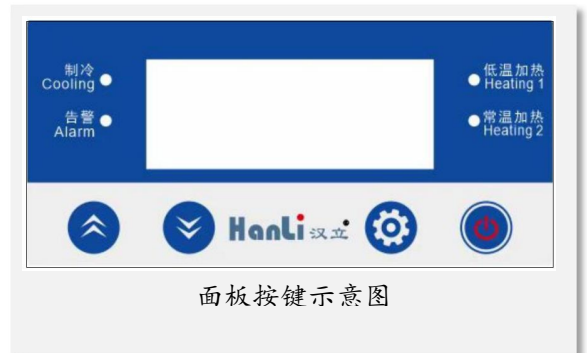 制冷
Cooling
告警
Alarm
低温加热
Heating 1
常温加热
Heating 2
HanLi 汉立
面板按键示意图